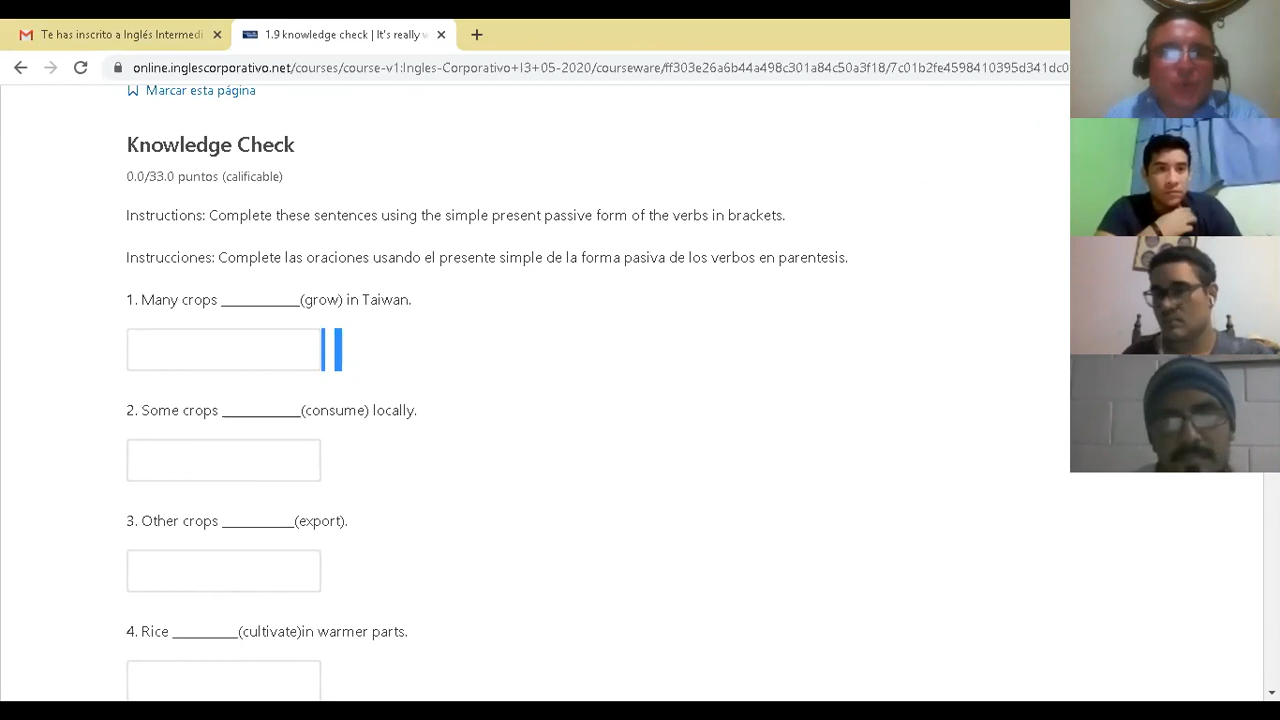 Te has inscrito a Inglés Intermedi
1.9 knowledge check | It's really
online.inglescorporativo.net/courses/course-v1:Ingles-Corporativo+I3+05-2020/courseware/ff303e26a6b44a498c301a84c50a3f18/7c01b2fe4598410395d341dc0
Marcar esta página
Knowledge Check
0.0/33.0 puntos (calificable)
Instructions: Complete these sentences using the simple present passive form of the verbs in brackets.
Instrucciones: Complete las oraciones usando el presente simple de la forma pasiva de los verbos en parentesis.
1. Many crops ___________(grow) in Taiwan.
2. Some crops ___________(consume) locally.
3. Other crops __________(export).
4. Rice _________(cultivate)in warmer parts.